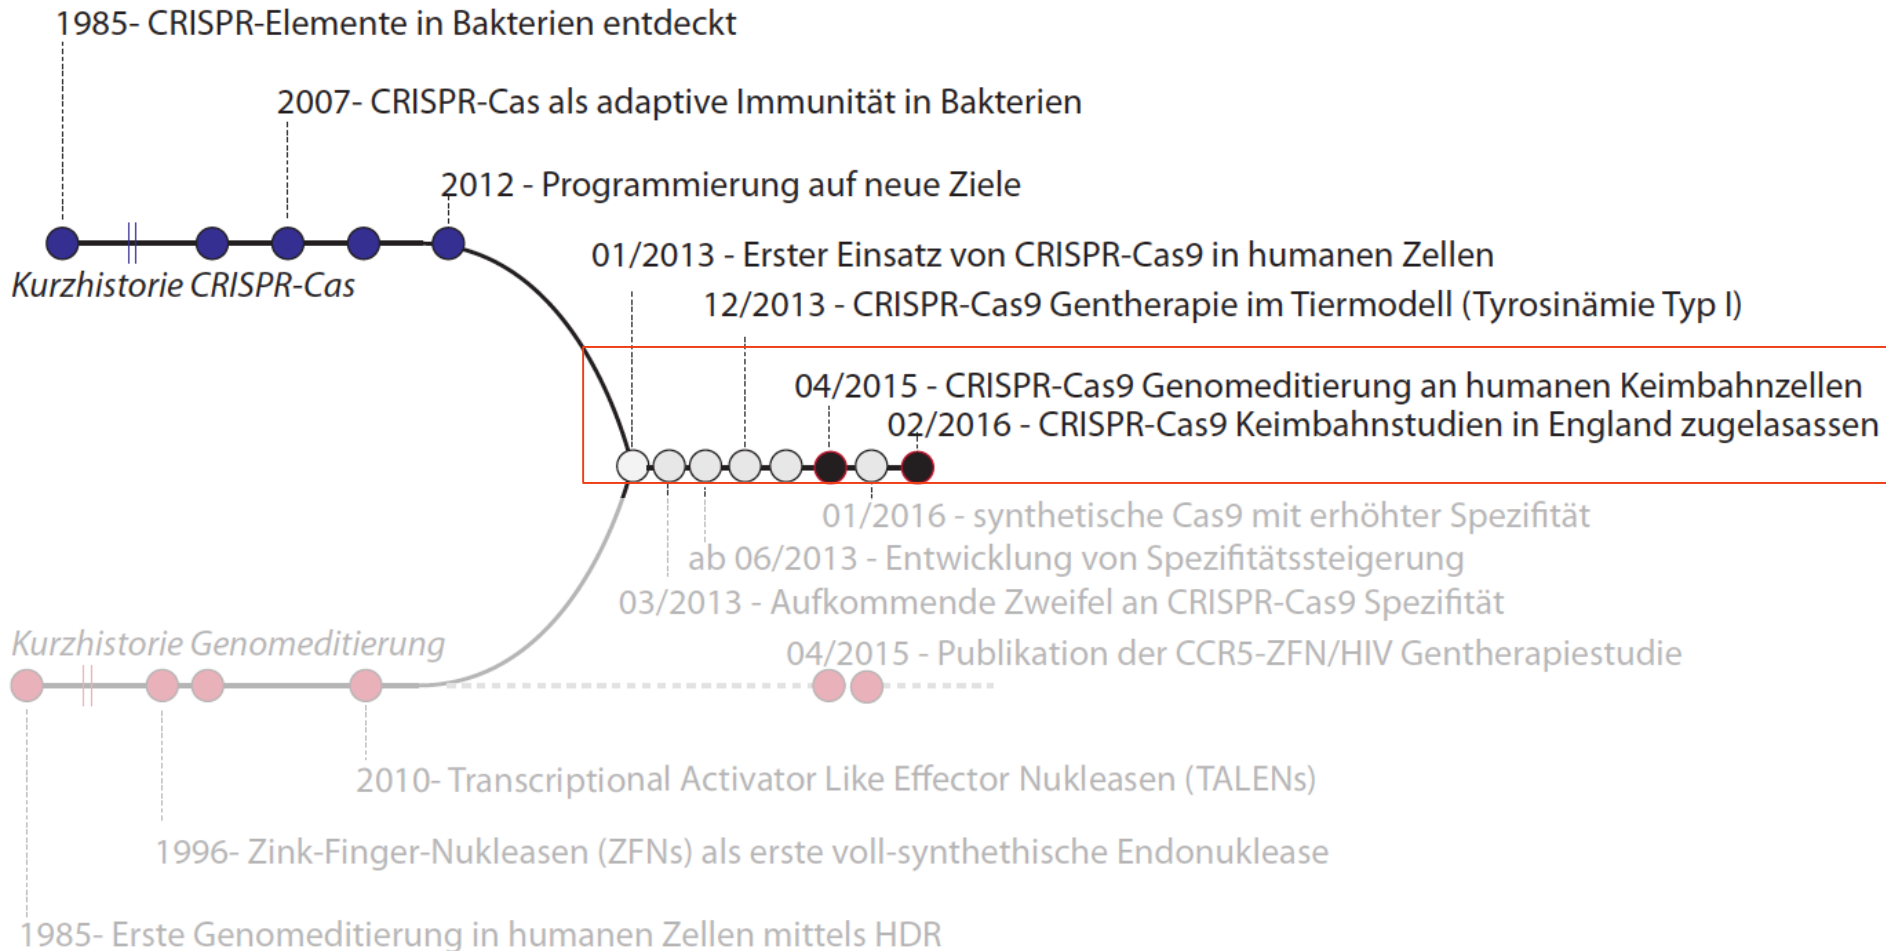 1985- CRISPR-Elemente in Bakterien entdeckt
2007- CRISPR-Cas als adaptive Immunität in Bakterien
2012 - Programmierung auf neue Ziele
Kurzhistorie CRISPR-Cas
01/2013 - Erster Einsatz von CRISPR-Cas9 in humanen Zellen
12/2013 - CRISPR-Cas9 Gentherapie im Tiermodell (Tyrosinämie Typ I)
04/2015 - CRISPR-Cas9 Genomeditierung an humanen Keimbahnzellen
02/2016 - CRISPR-Cas9 Keimbahnstudien in England zugelasassen
01/2016 - synthetische Cas9 mit erhöhter Spezifität
ab 06/2013 - Entwicklung von Spezifitätssteigerung
03/2013 - Aufkommende Zweifel an CRISPR-Cas9 Spezifität
Kurzhistorie Genomeditierung
04/2015 - Publikation der CCR5-ZFN/HIV Gentherapiestudie
2010- Transcriptional Activator Like Effector Nukleasen (TALENs)
1996- Zink-Finger-Nukleasen (ZFNs) als erste voll-synthethische Endonuklease
1985- Erste Genomeditierung in humanen Zellen mittels HDR